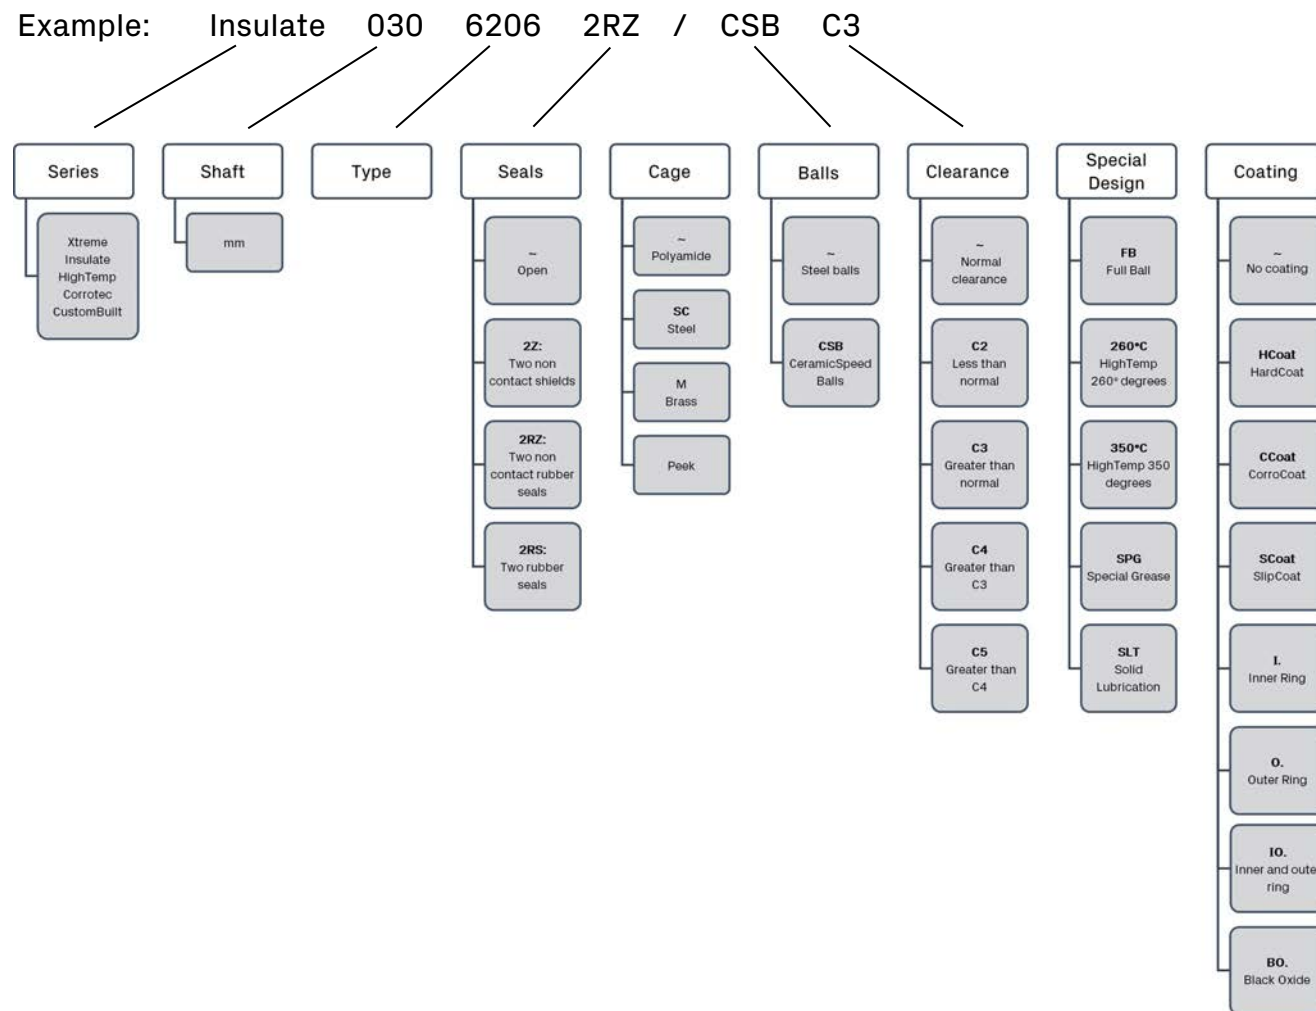 Example: Insulate 030 6206 2RZ / CSB C3
Series
Shaft
Type
Seals
Cage
Balls
Clearance
Special
Design
Coating
Xtreme
Insulate
HighTemp
Corrotec
CustomBuilt
mm
~
Open
2Z:
Two non
contact shields
2RZ:
Two non
contact rubber
seals
2RS:
Two rubber
seals
~
Polyamide
SC
Steel
M
Brass
Peek
~
Steel balls
CSB
CeramicSpeed
Balls
~
Normal
clearance
C2
Less than
normal
C3
Greater than
normal
C4
Greater than
C3
C5
Greater than
C4
FB
Full Ball
260°C
HighTemp
260° degrees
350°C
HighTemp 350
degrees
SPG
Special Grease
SLT
Solid
Lubrication
~
No coating
HCoat
HardCoat
CCoat
CorroCoat
SCoat
SlipCoat
I.
Inner Ring
O.
Outer Ring
IO.
Inner and oute
ring
BO.
Black Oxide